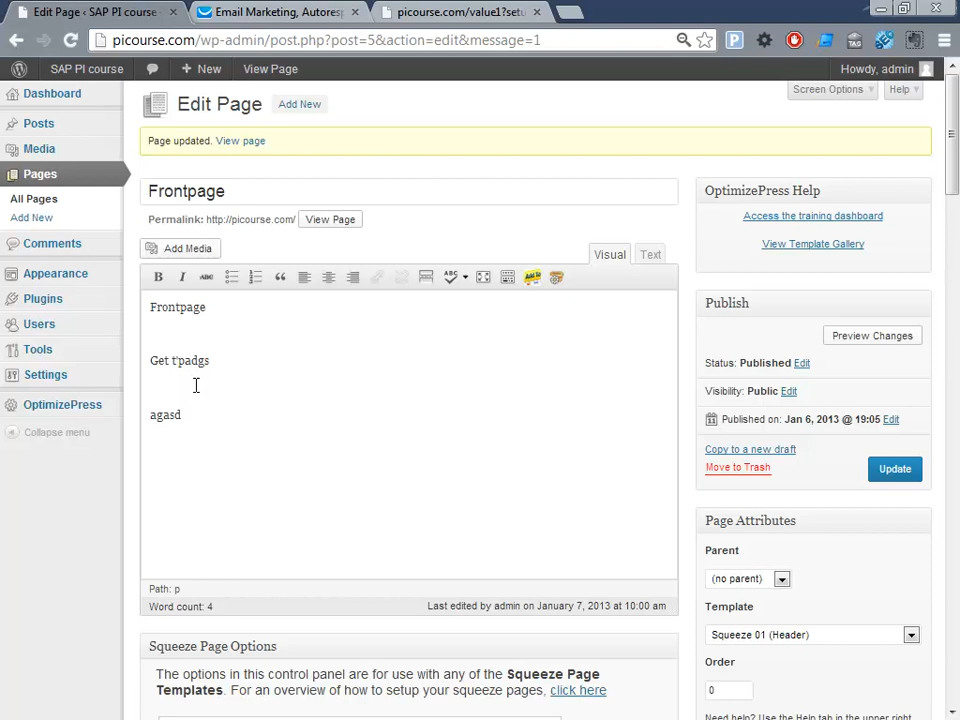 Edit Page ‹ SAP PI course
Email Marketing, Autoresp
picourse.com/value1?setu
picourse.com/wp-admin/post.php?post=5&action=edit&message=1
SAP PI course
+ New
View Page
Howdy, admin
Dashboard
Posts
Media
Pages
All Pages
Add New
Comments
Appearance
Plugins
Users
Tools
Settings
OptimizePress
Collapse menu
Edit Page
Add New
Screen Options
Help
Page updated. View page
Frontpage
Permalink: http://picourse.com/ View Page
Add Media
Visual
Text
B I ABC
ABC
Frontpage
Get t'padgs
agasd
Path: p
Word count: 4
Last edited by admin on January 7, 2013 at 10:00 am
Squeeze Page Options
The options in this control panel are for use with any of the Squeeze Page
Templates. For an overview of how to setup your squeeze pages, click here
OptimizePress Help
Access the training dashboard
View Template Gallery
Publish
Preview Changes
Status: Published Edit
Visibility: Public Edit
Published on: Jan 6, 2013 @ 19:05 Edit
Copy to a new draft
Move to Trash
Update
Page Attributes
Parent
(no parent)
Template
Squeeze 01 (Header)
Order
0
Need help? Use the Help tab in the upper right